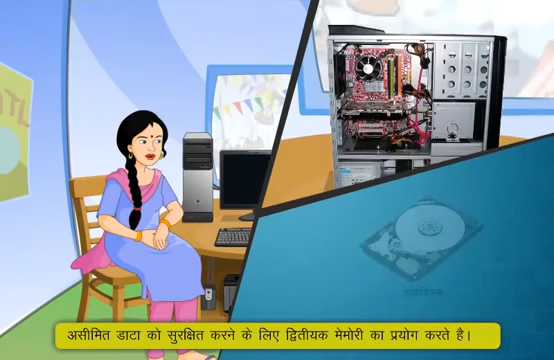 असीमित डाटा को सुरक्षित करने के लिए द्वितीयक मेमोरी का प्रयोग करते है।